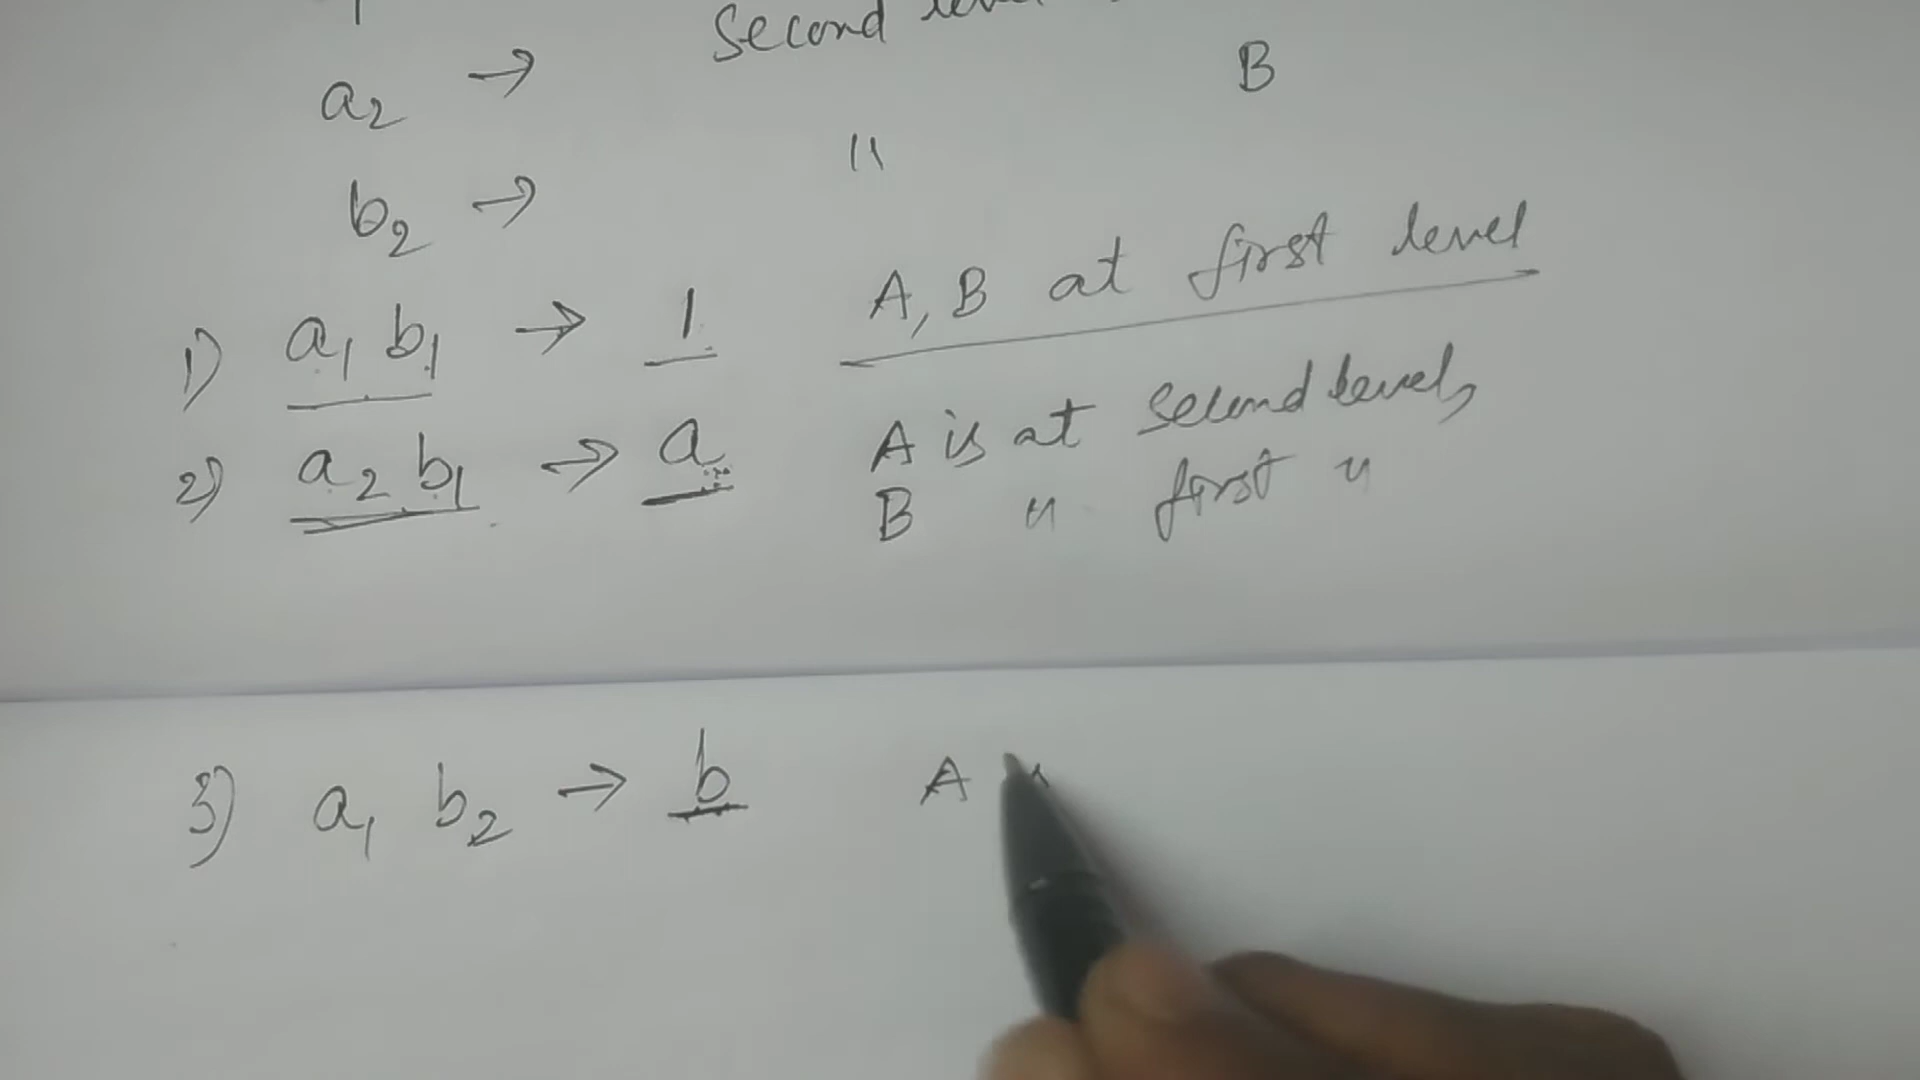 a2 → Second level
B
b2 → "
1) a1 b1 → 1 A, B at first level
2) a2 b1 → a A is at second level,
B " first "
3) a1 b2 → b A